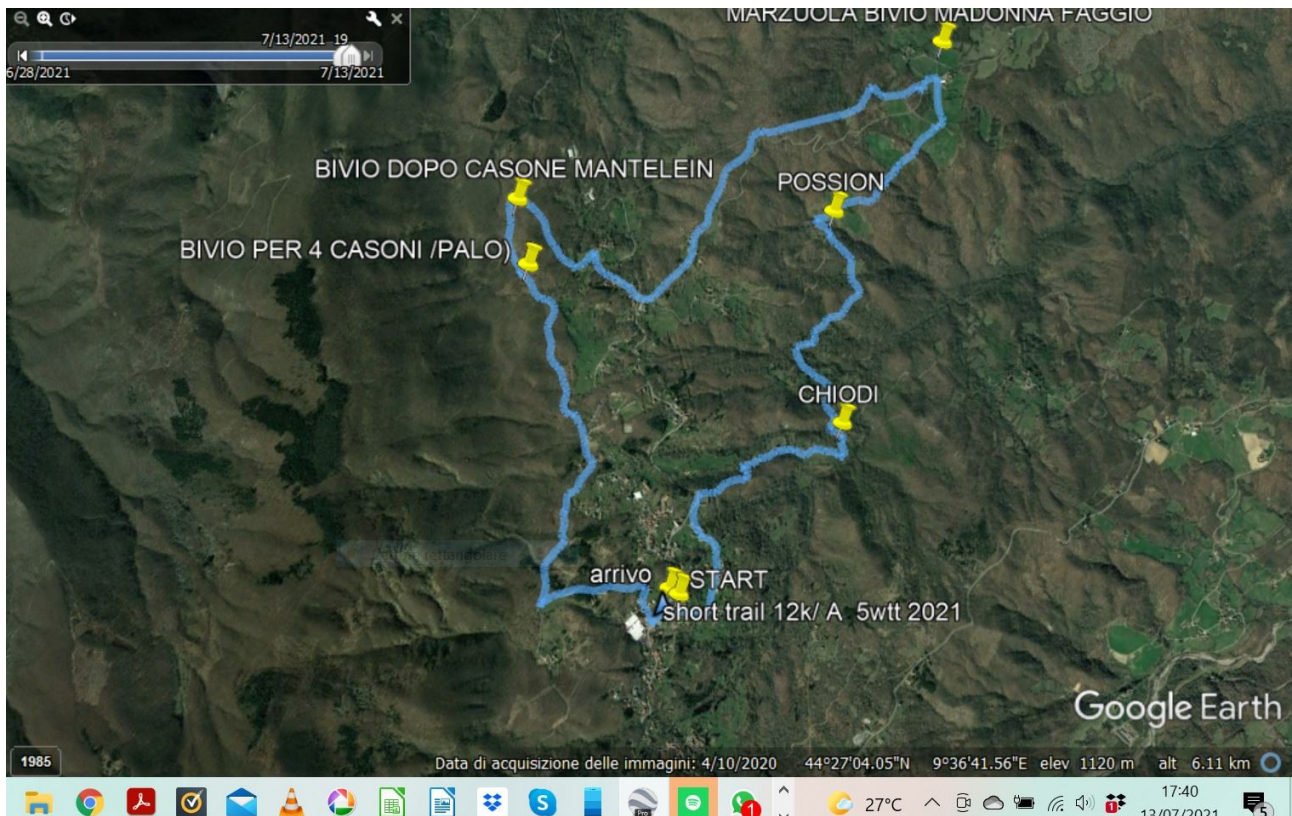 MARZUOLA BIVIO MADONNA FAGGIO
7/13/2021 19
6/28/2021
7/13/2021
BIVIO DOPO CASONE MANTELEIN
POSSION
BIVIO PER 4 CASONI /PALO)
CHIODI
arrivo
START
short trail 12k/ A 5wtt 2021
Google Earth
1985
Data di acquisizione delle immagini: 4/10/2020 44°27'04.05"N 9°36'41.56"E elev 1120 m alt 6.11 km
S
Pro
1
27°C
1
17:40
13/07/2021
5